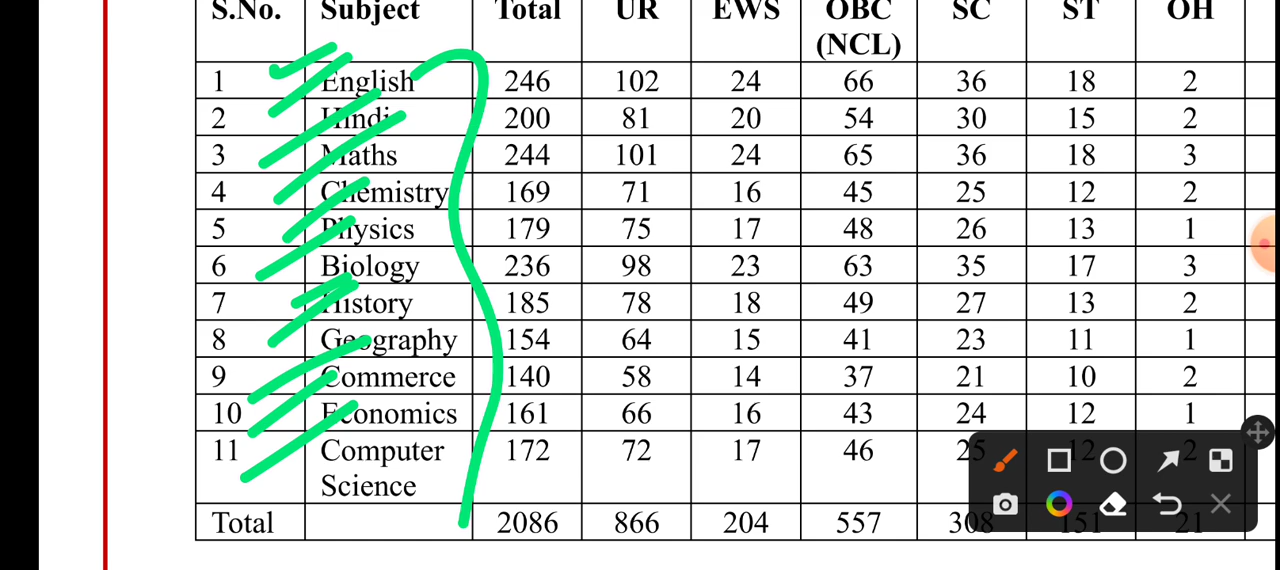 S.No. Subject Total UR EWS OBC (NCL) SC ST OH
1 English 246 102 24 66 36 18 2
2 Hindi 200 81 20 54 30 15 2
3 Maths 244 101 24 65 36 18 3
4 Chemistry 169 71 16 45 25 12 2
5 Physics 179 75 17 48 26 13 1
6 Biology 236 98 23 63 35 17 3
7 History 185 78 18 49 27 13 2
8 Geography 154 64 15 41 23 11 1
9 Commerce 140 58 14 37 21 10 2
10 Economics 161 66 16 43 24 12 1
11 Computer Science 172 72 17 46 25 12 2
Total 2086 866 204 557 308 151 21